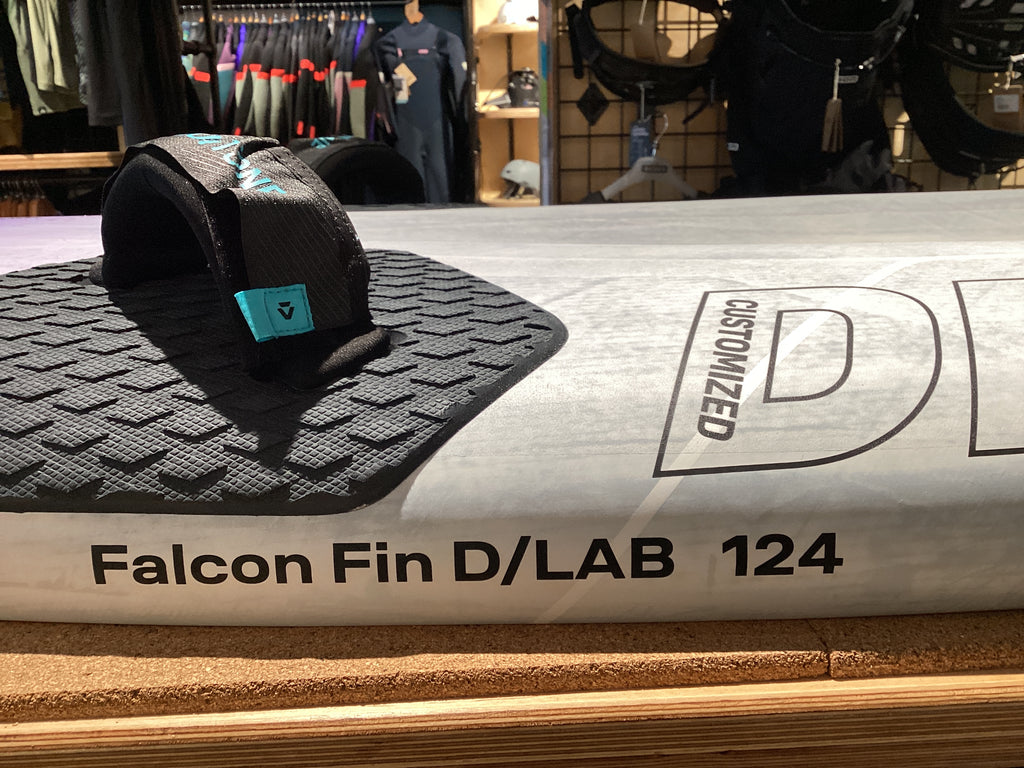 CUSTOMIZED
D
Falcon Fin D/LAB 124